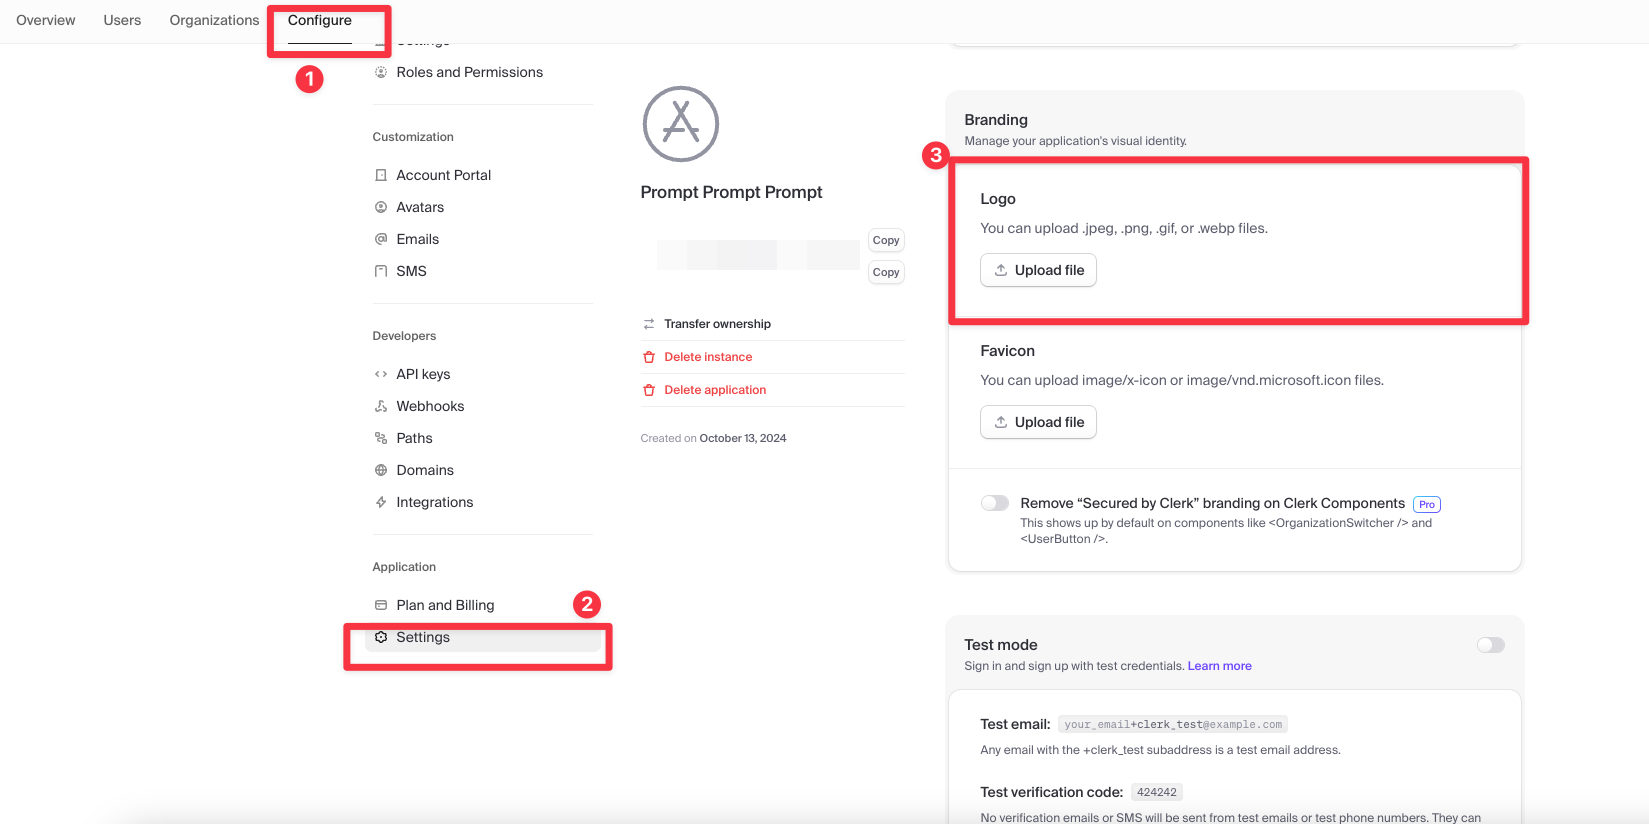 Overview Users Organizations Configure
1
Settings
Roles and Permissions
Customization
Account Portal
Avatars
Emails
SMS
Developers
API keys
Webhooks
Paths
Domains
Integrations
Application
Plan and Billing
2
Settings
Prompt Prompt Prompt
Copy
Copy
Transfer ownership
Delete instance
Delete application
Created on October 13, 2024
Branding
Manage your application's visual identity.
3
Logo
You can upload .jpeg, .png, .gif, or .webp files.
Upload file
Favicon
You can upload image/x-icon or image/vnd.microsoft.icon files.
Upload file
Remove “Secured by Clerk” branding on Clerk Components Pro
This shows up by default on components like <OrganizationSwitcher /> and
<UserButton />.
Test mode
Sign in and sign up with test credentials. Learn more
Test email: your_email+clerk_test@example.com
Any email with the +clerk_test subaddress is a test email address.
Test verification code: 424242
No verification emails or SMS will be sent from test emails or test phone numbers. They can